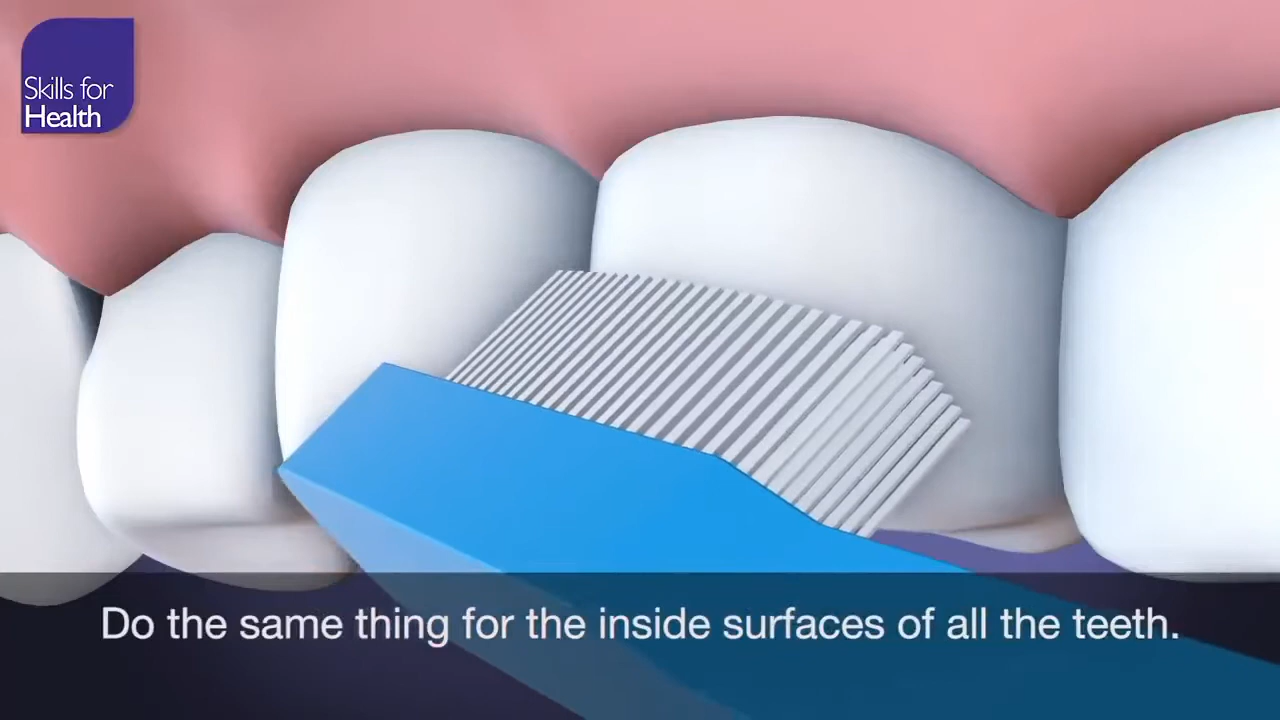 Skills for
Health
Do the same thing for the inside surfaces of all the teeth.